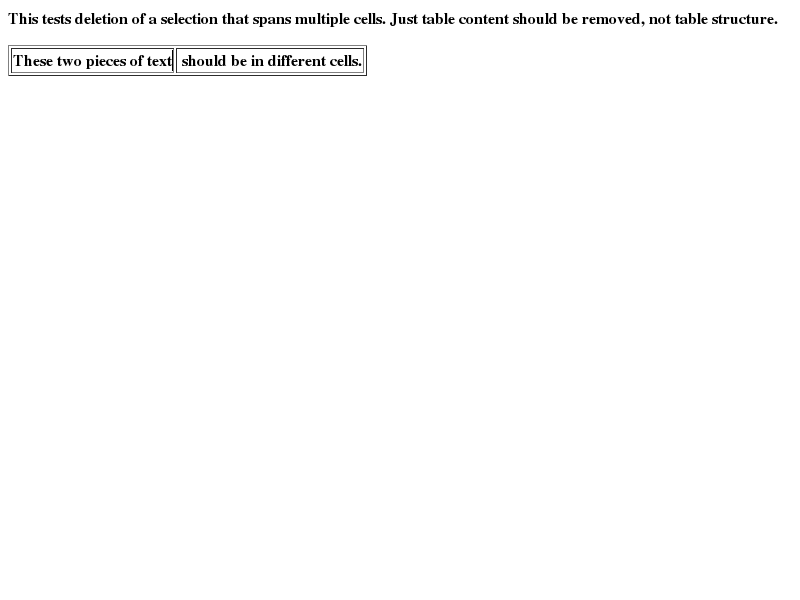 This tests deletion of a selection that spans multiple cells. Just table content should be removed, not table structure.
These two pieces of text should be in different cells.